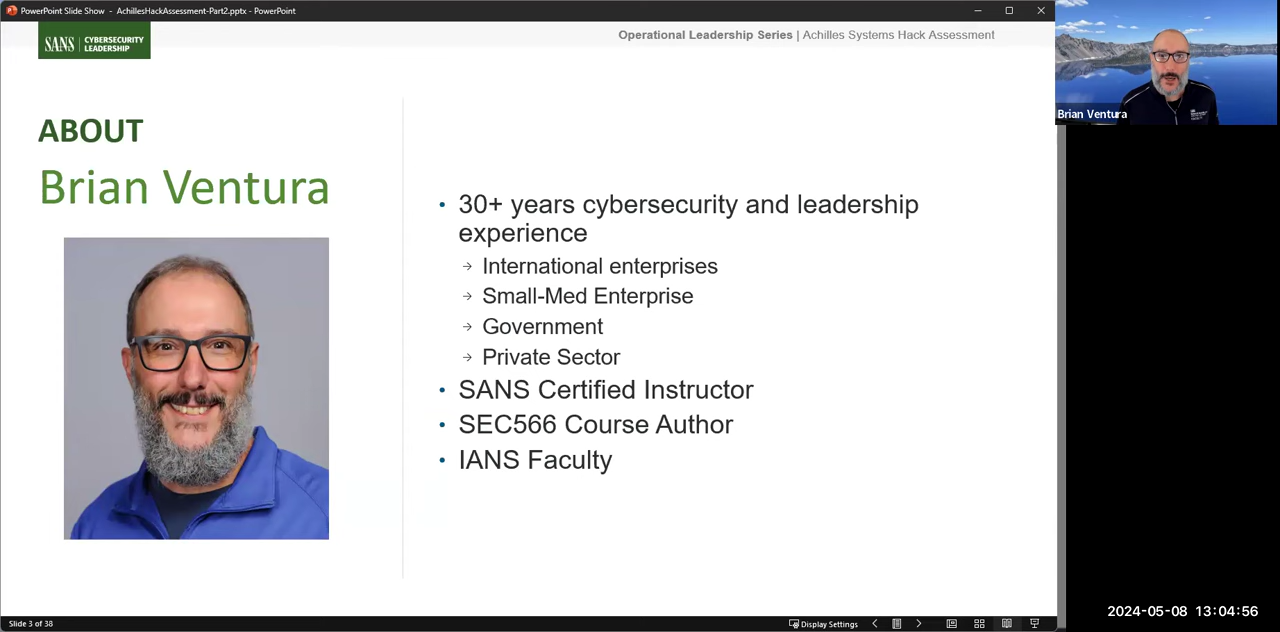 PowerPoint Slide Show - AchillesHackAssessment-Part2.pptx - PowerPoint
SANS | CYBERSECURITY
LEADERSHIP
Operational Leadership Series | Achilles Systems Hack Assessment
Brian Ventura
ABOUT
Brian Ventura
• 30+ years cybersecurity and leadership
experience
→ International enterprises
→ Small-Med Enterprise
→ Government
→ Private Sector
• SANS Certified Instructor
• SEC566 Course Author
• IANS Faculty
2024-05-08 13:04:56
Slide 3 of 38
Display Settings